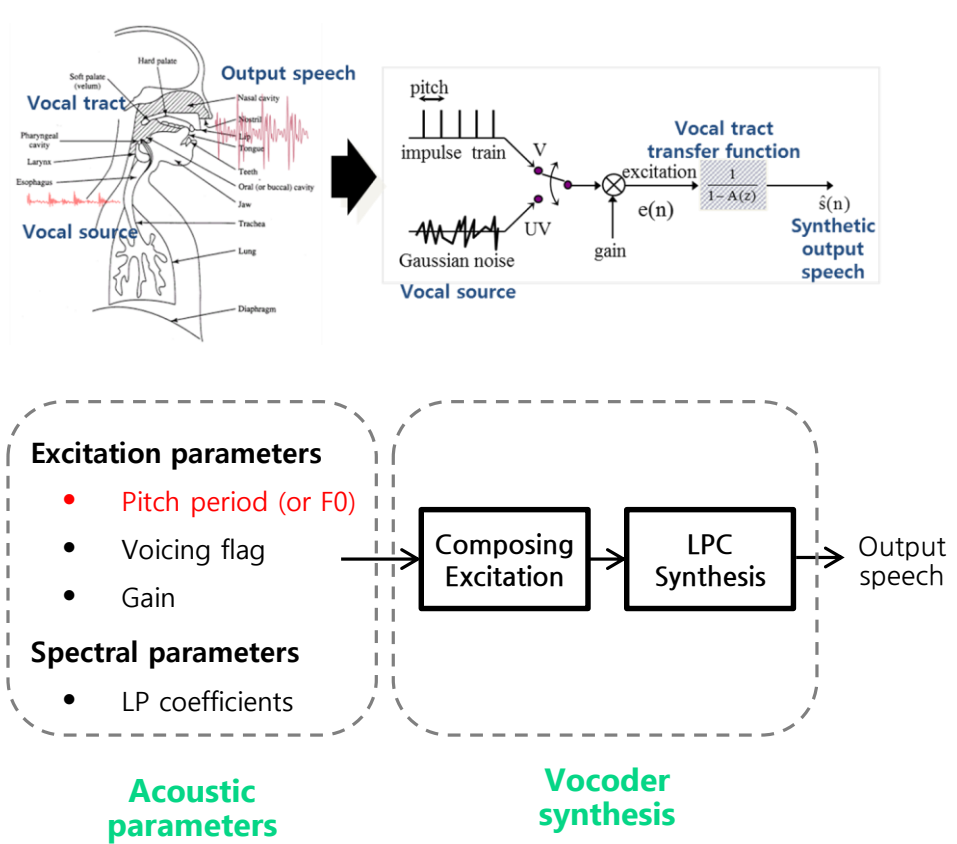 Hard palate
Soft palate
(velum)
Output speech
Vocal tract
Nasal cavity
Nostril
Lip
Tongue
Pharyngeal
cavity
Larynx
Teeth
Esophagus
Oral (or buccal) cavity
Jaw
Vocal source
Trachea
Lung
Diaphragm
pitch
impulse train
V
UV
Gaussian noise
Vocal source
gain
excitation
e(n)
Vocal tract
transfer function
1
1 – A(z)
ŝ(n)
Synthetic
output
speech
Excitation parameters
• Pitch period (or F0)
• Voicing flag
• Gain
Spectral parameters
• LP coefficients
Composing
Excitation
LPC
Synthesis
Output
speech
Acoustic
parameters
Vocoder
synthesis